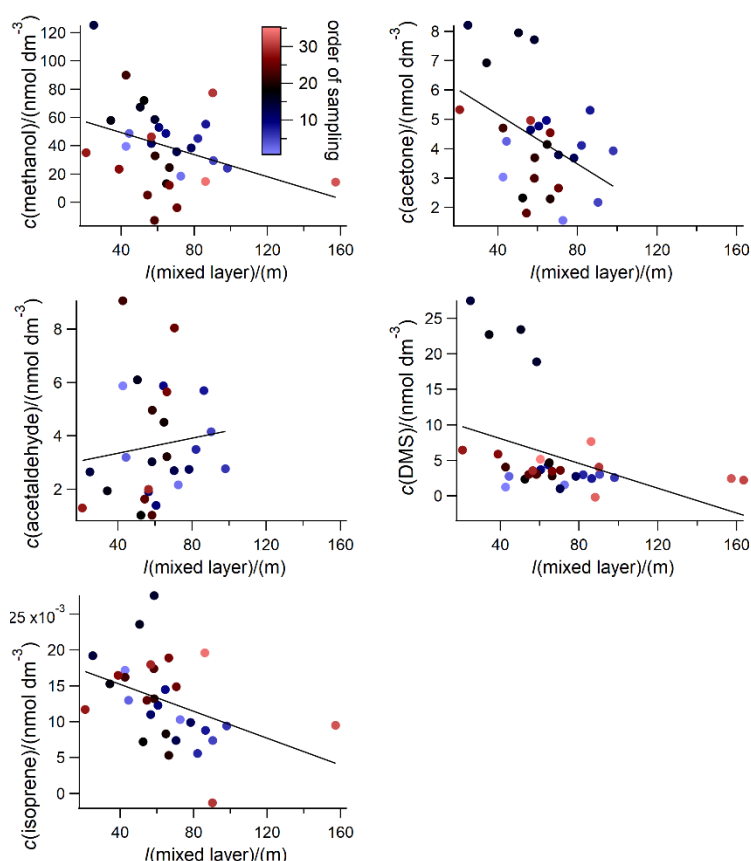 120
100
80
60
40
20
0
c(methanol)/(nmol dm⁻³)
40 80 120 160
l(mixed layer)/(m)
30
20
10
order of sampling
8
7
6
5
4
3
2
c(acetone)/(nmol dm⁻³)
40 80 120 160
l(mixed layer)/(m)
8
6
4
2
c(acetaldehyde)/(nmol dm⁻³)
40 80 120 160
l(mixed layer)/(m)
25
20
15
10
5
0
c(DMS)/(nmol dm⁻³)
40 80 120 160
l(mixed layer)/(m)
25 x10⁻³
20
15
10
5
0
c(isoprene)/(nmol dm⁻³)
40 80 120 160
l(mixed layer)/(m)